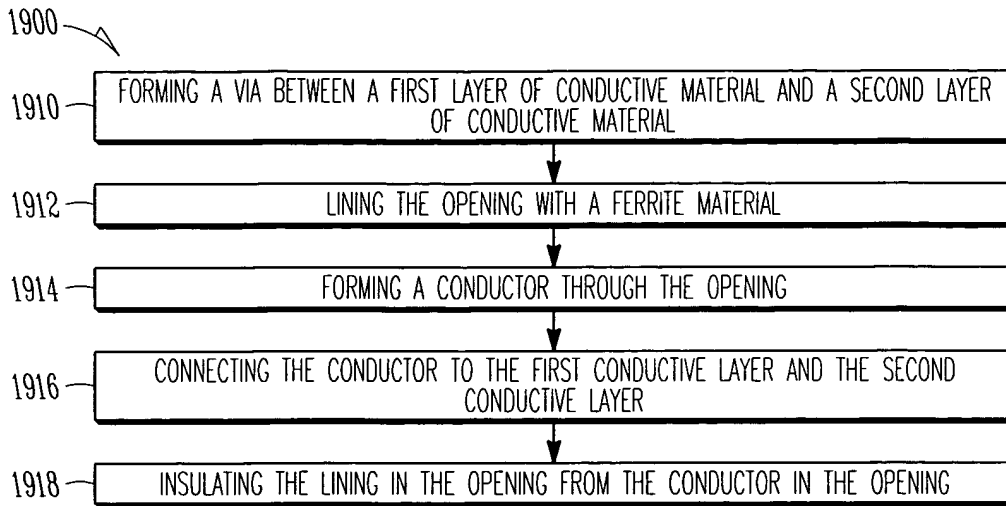 1900
1910
FORMING A VIA BETWEEN A FIRST LAYER OF CONDUCTIVE MATERIAL AND A SECOND LAYER
OF CONDUCTIVE MATERIAL
1912
LINING THE OPENING WITH A FERRITE MATERIAL
1914
FORMING A CONDUCTOR THROUGH THE OPENING
1916
CONNECTING THE CONDUCTOR TO THE FIRST CONDUCTIVE LAYER AND THE SECOND
CONDUCTIVE LAYER
1918
INSULATING THE LINING IN THE OPENING FROM THE CONDUCTOR IN THE OPENING